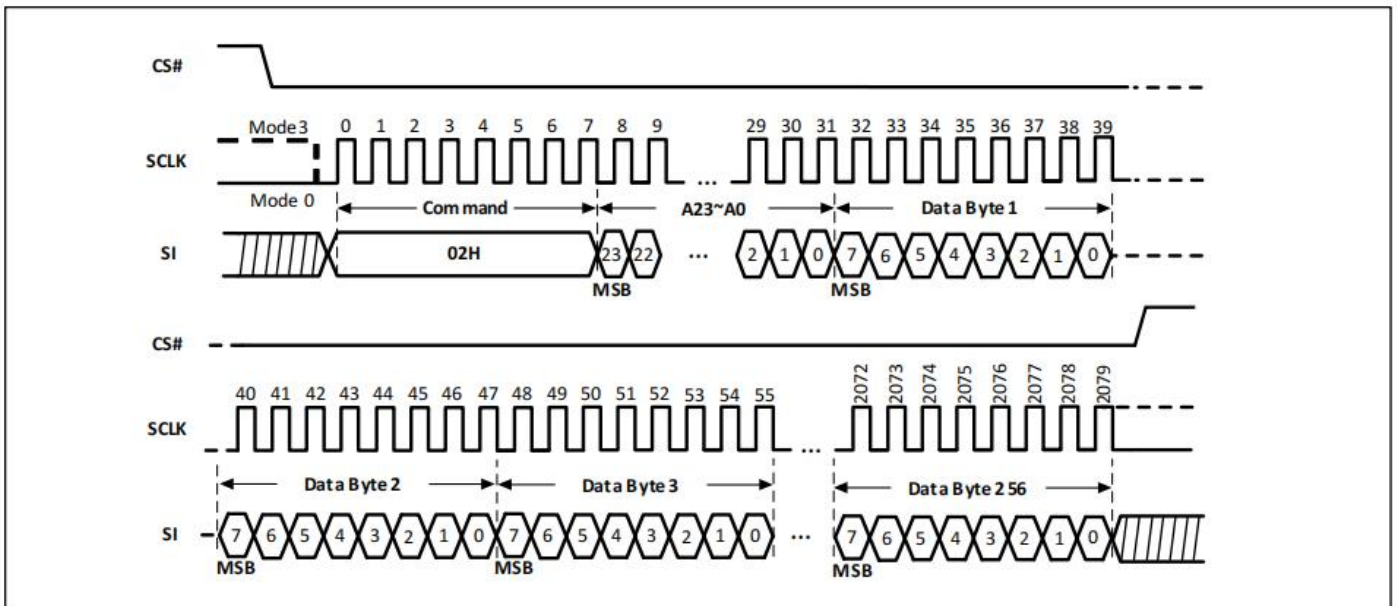 CS#
Mode 3
0 1 2 3 4 5 6 7 8 9 29 30 31 32 33 34 35 36 37 38 39
SCLK
...
Mode 0
Command A23~A0 Data Byte 1
SI 02H 23 22 ... 2 1 0 7 6 5 4 3 2 1 0
MSB MSB
CS#
40 41 42 43 44 45 46 47 48 49 50 51 52 53 54 55 2072 2073 2074 2075 2076 2077 2078 2079
SCLK
...
Data Byte 2 Data Byte 3 Data Byte 256
SI 7 6 5 4 3 2 1 0 7 6 5 4 3 2 1 0 ... 7 6 5 4 3 2 1 0
MSB MSB MSB